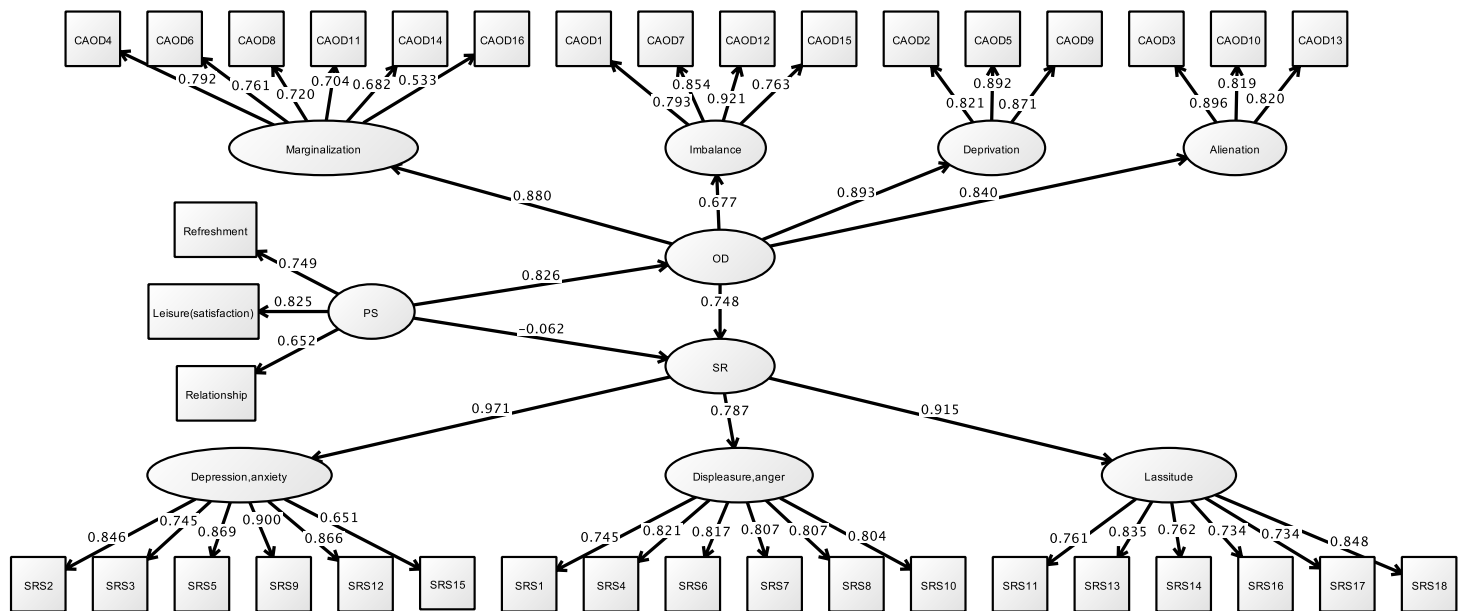 CAOD4 CAOD6 CAOD8 CAOD11 CAOD14 CAOD16 CAOD1 CAOD7 CAOD12 CAOD15 CAOD2 CAOD5 CAOD9 CAOD3 CAOD10 CAOD13
0.792 0.761 0.720 0.704 0.682 0.533 0.793 0.854 0.921 0.763 0.821 0.892 0.871 0.896 0.819 0.820
Marginalization Imbalance Deprivation Alienation
0.880 0.677 0.893 0.840
Refreshment
OD
0.749 0.826
Leisure(satisfaction) 0.825 PS 0.748
0.652 -0.062
SR
Relationship
0.971 0.787 0.915
Depression,anxiety Displeasure,anger Lassitude
0.846 0.745 0.869 0.900 0.866 0.651 0.745 0.821 0.817 0.807 0.807 0.804 0.761 0.835 0.762 0.734 0.734 0.848
SRS2 SRS3 SRS5 SRS9 SRS12 SRS15 SRS1 SRS4 SRS6 SRS7 SRS8 SRS10 SRS11 SRS13 SRS14 SRS16 SRS17 SRS18